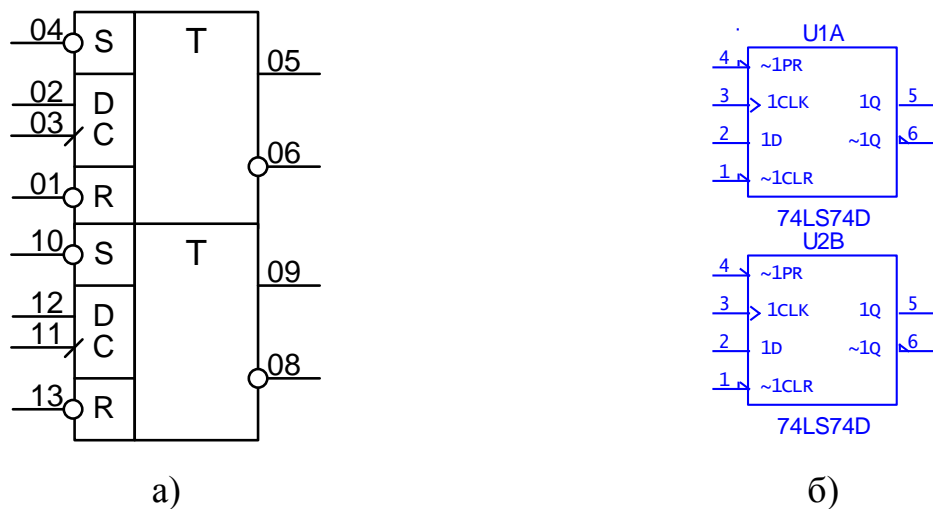 04 S T
05
02 D
03 C
06
01 R
10 S T
09
12 D
11 C
08
13 R
а)
U1A
4 ~1PR
3 1CLK 1Q 5
2 1D ~1Q 6
1 ~1CLR
74LS74D
U2B
4 ~1PR
3 1CLK 1Q 5
2 1D ~1Q 6
1 ~1CLR
74LS74D
б)